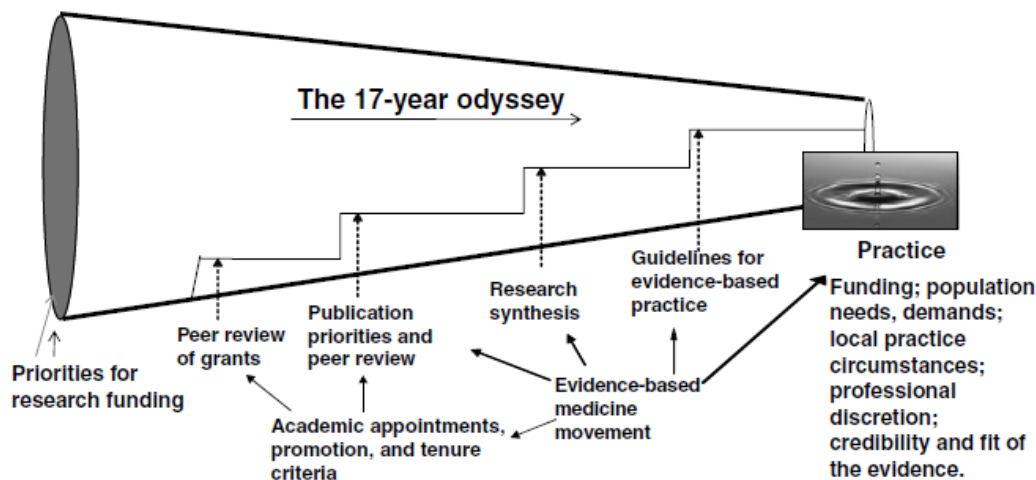 The 17-year odyssey
Priorities for
research funding
Peer review
of grants
Publication
priorities and
peer review
Research
synthesis
Guidelines for
evidence-based
practice
Academic appointments,
promotion, and tenure
criteria
Evidence-based
medicine
movement
Practice
Funding; population
needs, demands;
local practice
circumstances;
professional
discretion;
credibility and fit of
the evidence.